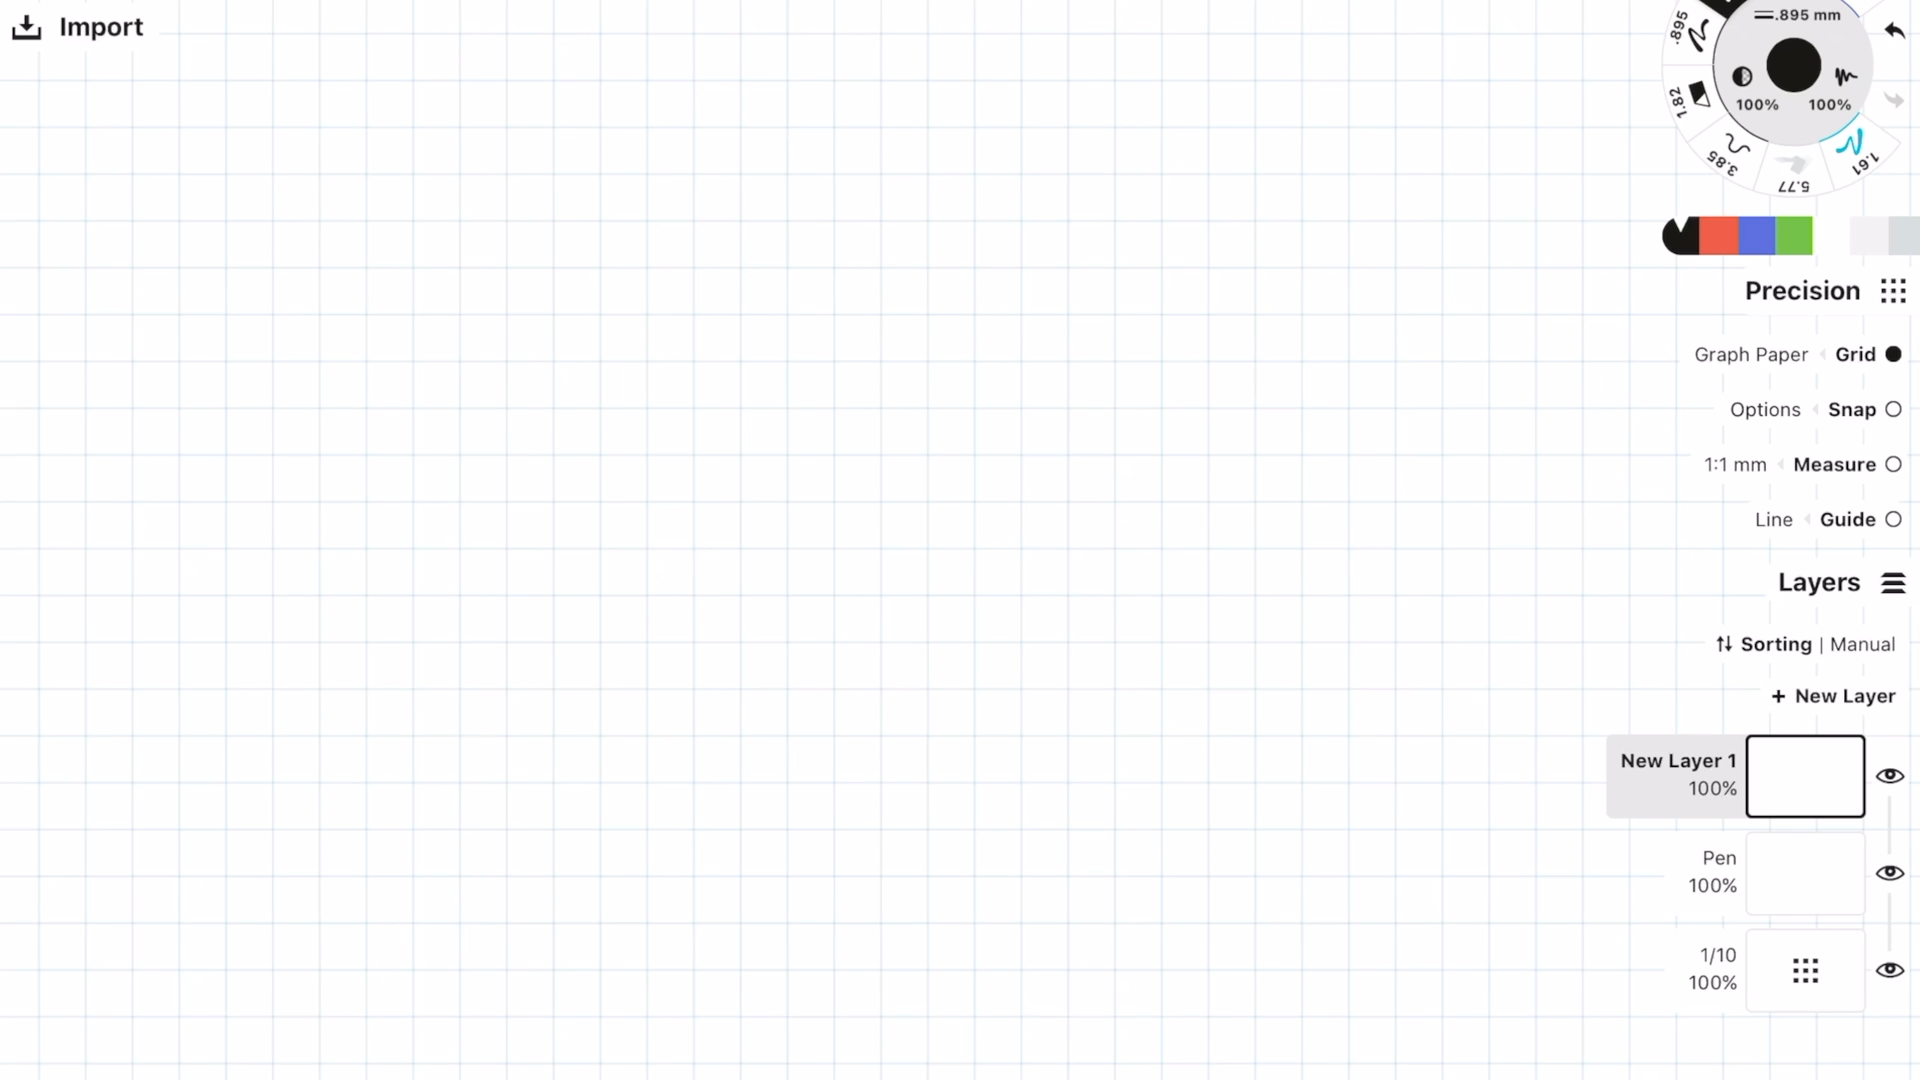 Import
.895 mm
.895
100% 100%
1.82
3.85
5.77
1.61
Precision
Graph Paper Grid
Options Snap
1:1 mm Measure
Line Guide
Layers
Sorting | Manual
+ New Layer
New Layer 1
100%
Pen
100%
1/10
100%